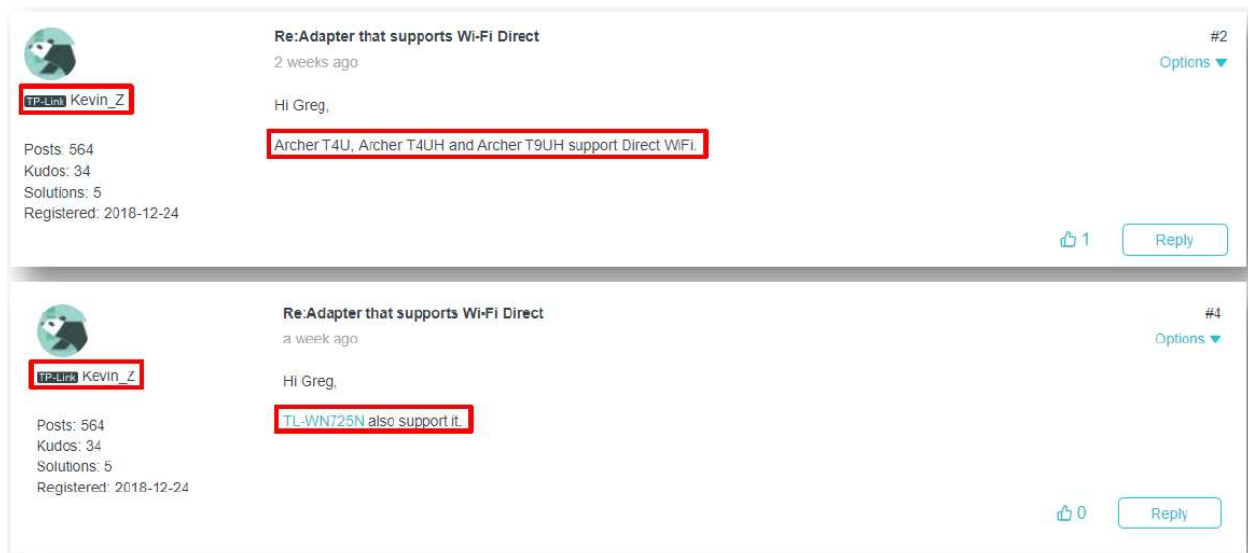 Re:Adapter that supports Wi-Fi Direct #2
2 weeks ago Options
TP-Link Kevin_Z
Hi Greg,
Archer T4U, Archer T4UH and Archer T9UH support Direct WiFi.
Posts: 564
Kudos: 34
Solutions: 5
Registered: 2018-12-24
1 Reply
Re:Adapter that supports Wi-Fi Direct #4
a week ago Options
TP-Link Kevin_Z
Hi Greg,
TL-WN725N also support it.
Posts: 564
Kudos: 34
Solutions: 5
Registered: 2018-12-24
0 Reply